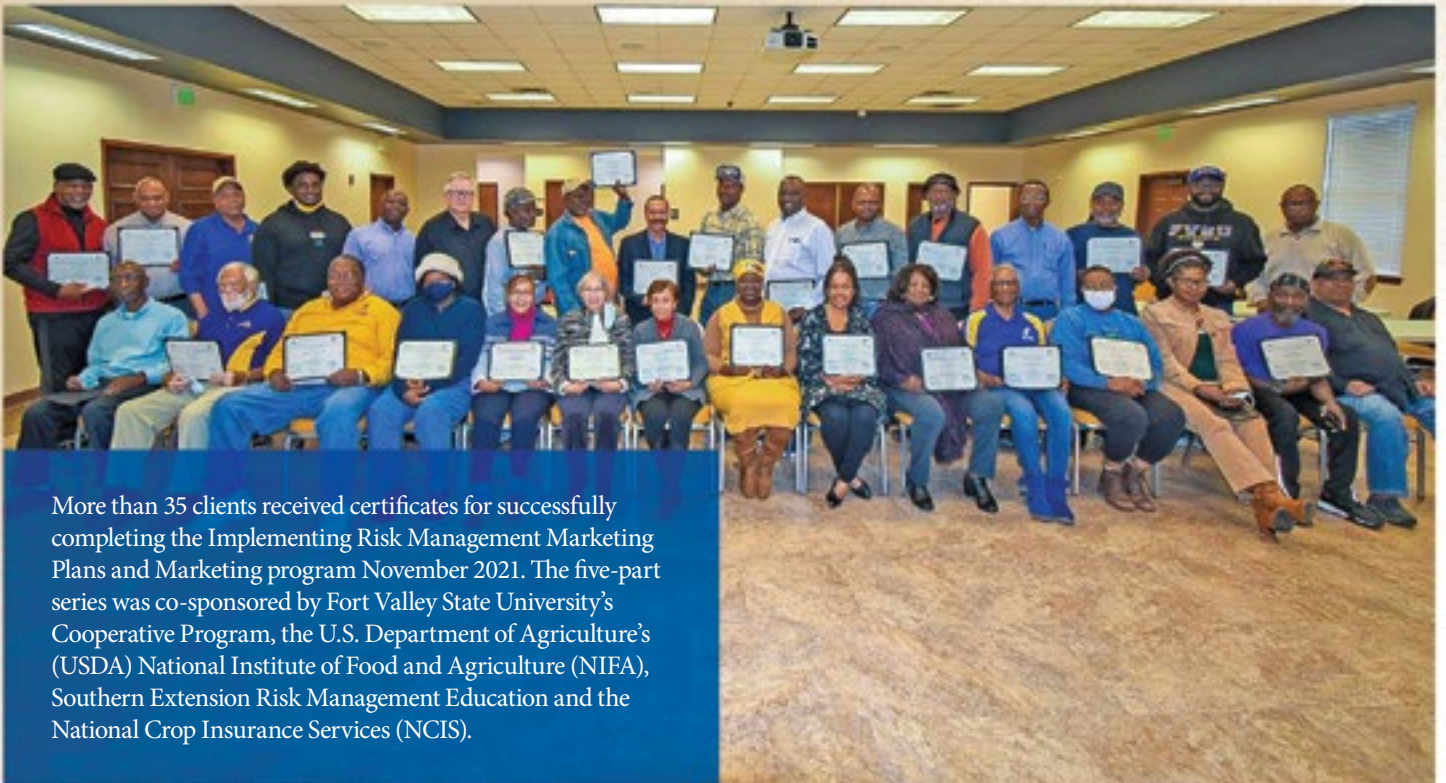 More than 35 clients received certificates for successfully
completing the Implementing Risk Management Marketing
Plans and Marketing program November 2021. The five-part
series was co-sponsored by Fort Valley State University’s
Cooperative Program, the U.S. Department of Agriculture’s
(USDA) National Institute of Food and Agriculture (NIFA),
Southern Extension Risk Management Education and the
National Crop Insurance Services (NCIS).